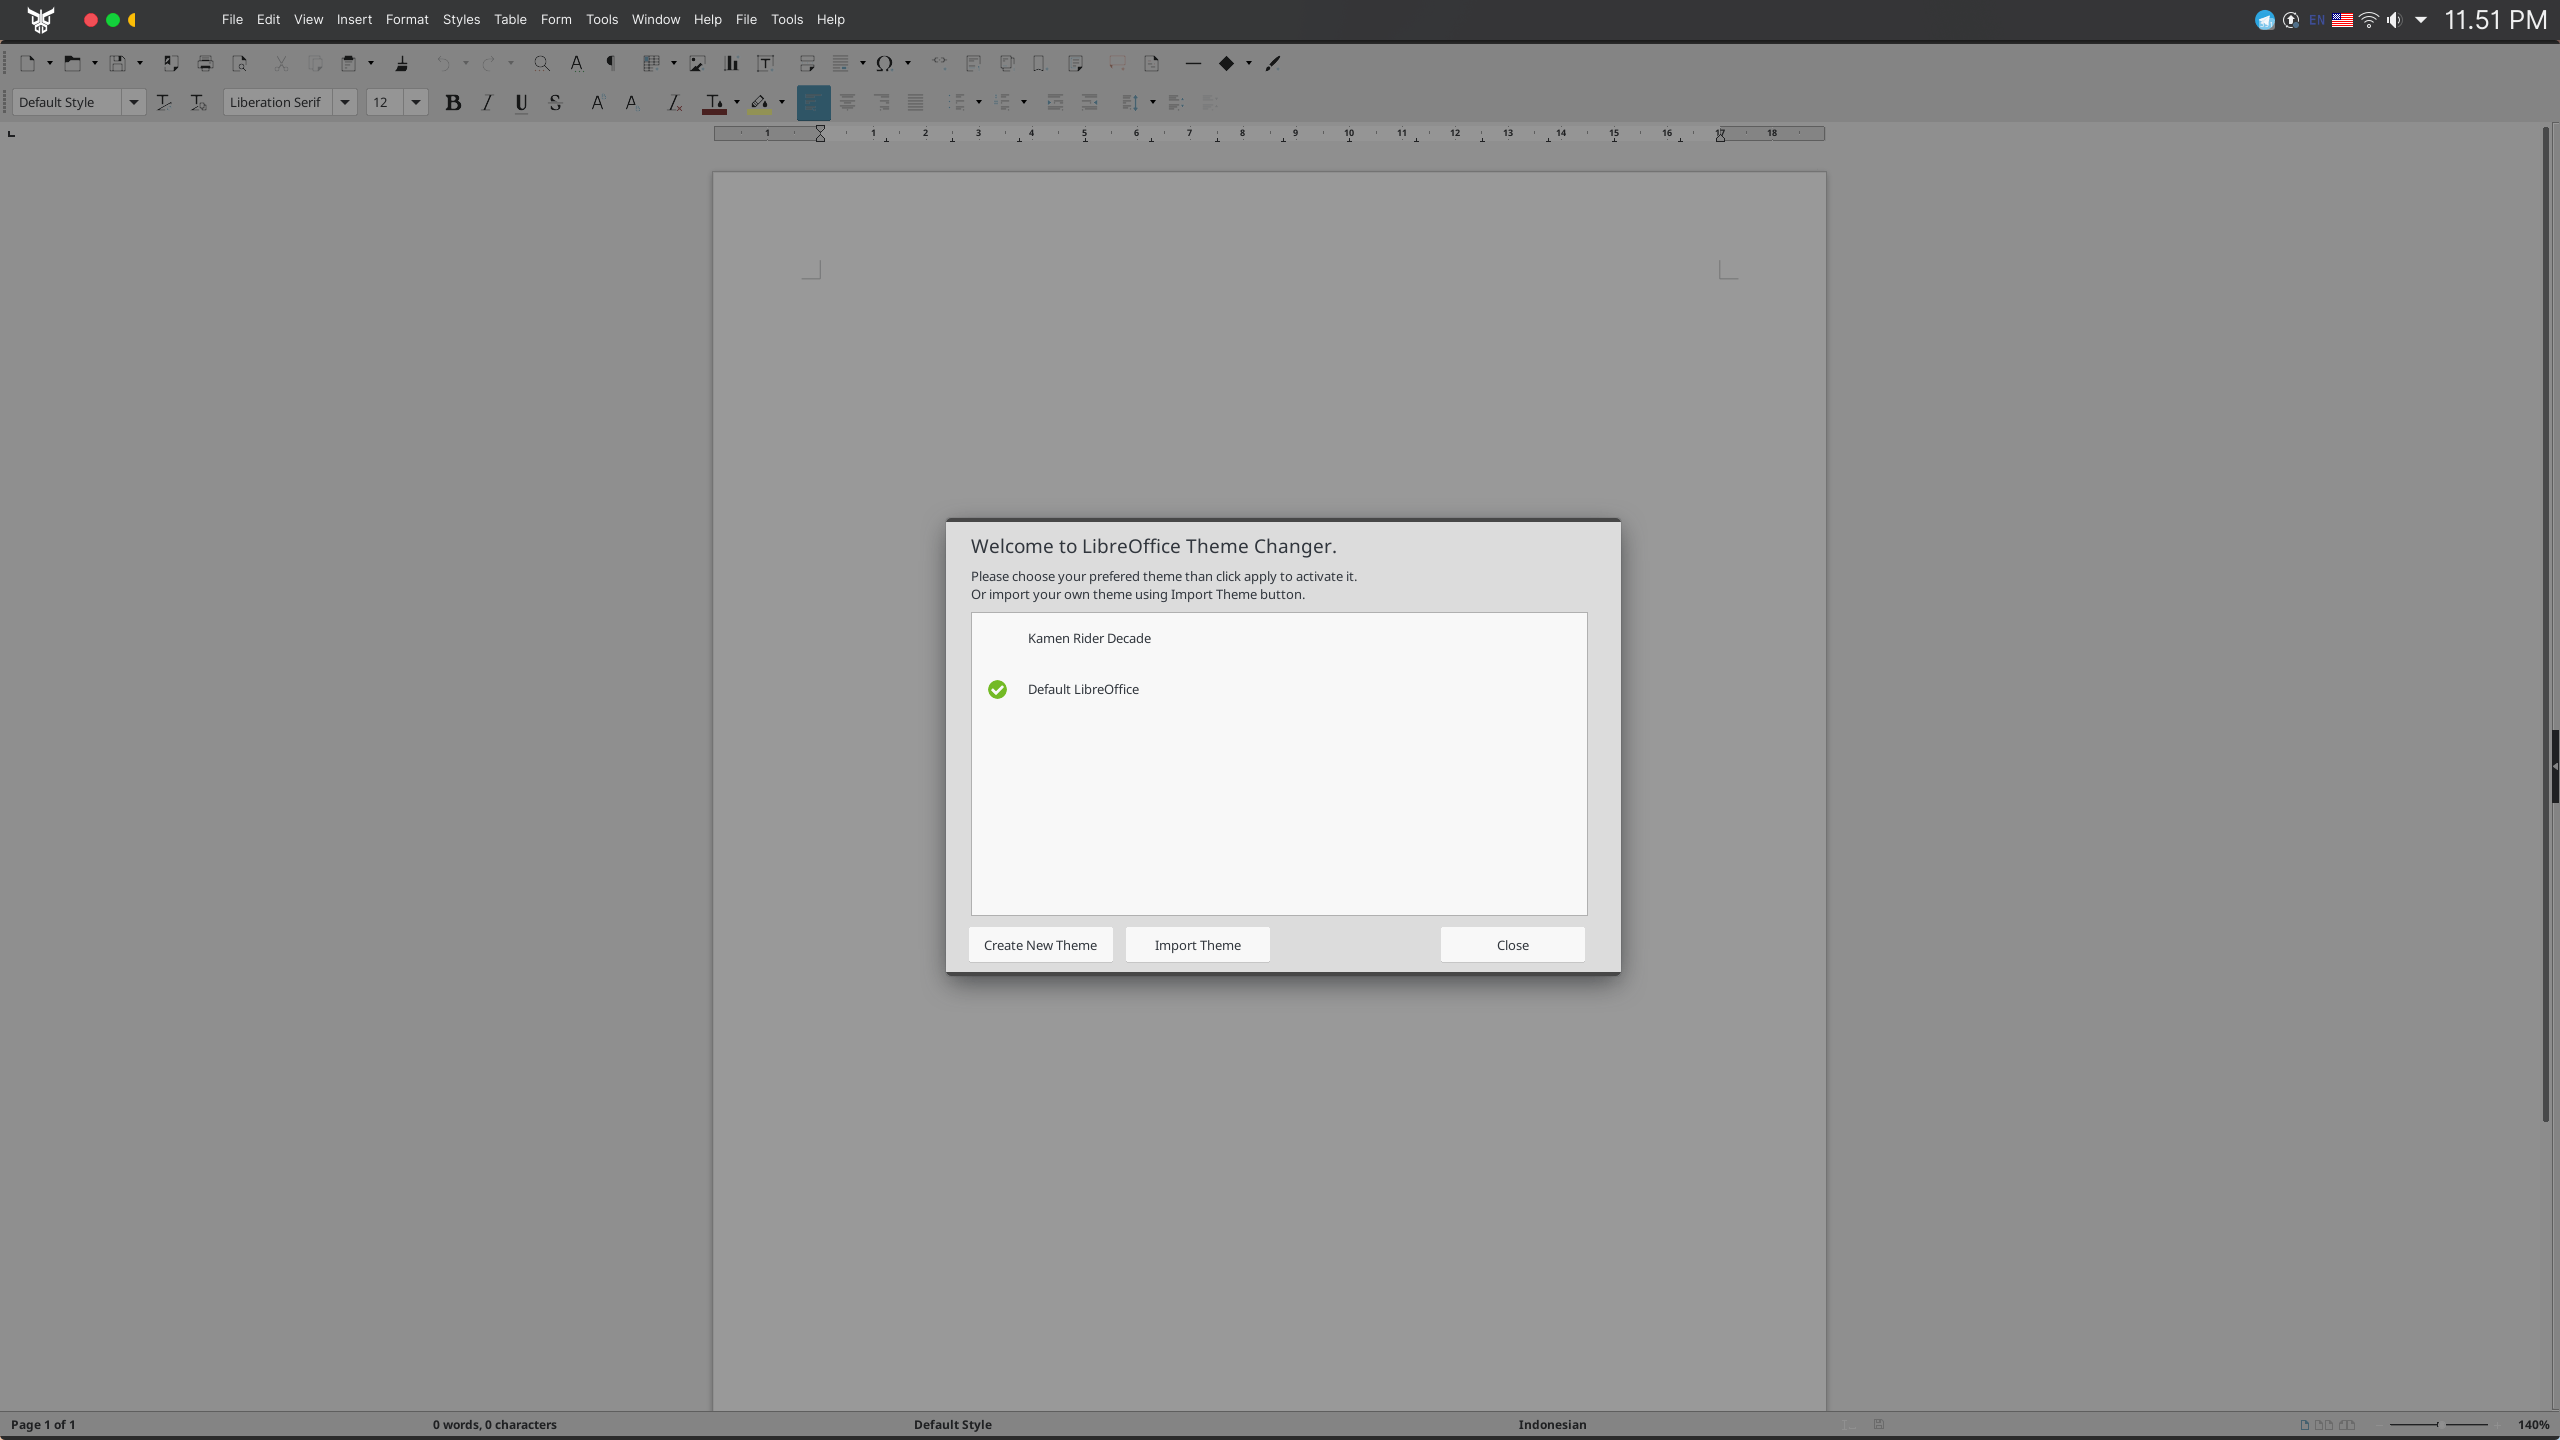 File Edit View Insert Format Styles Table Form Tools Window Help File Tools Help
EN
11.51 PM
Default Style
Liberation Serif
12
1 1 2 3 4 5 6 7 8 9 10 11 12 13 14 15 16 17 18
Welcome to LibreOffice Theme Changer.
Please choose your prefered theme than click apply to activate it.
Or import your own theme using Import Theme button.
Kamen Rider Decade
Default LibreOffice
Create New Theme
Import Theme
Close
Page 1 of 1
0 words, 0 characters
Default Style
Indonesian
140%